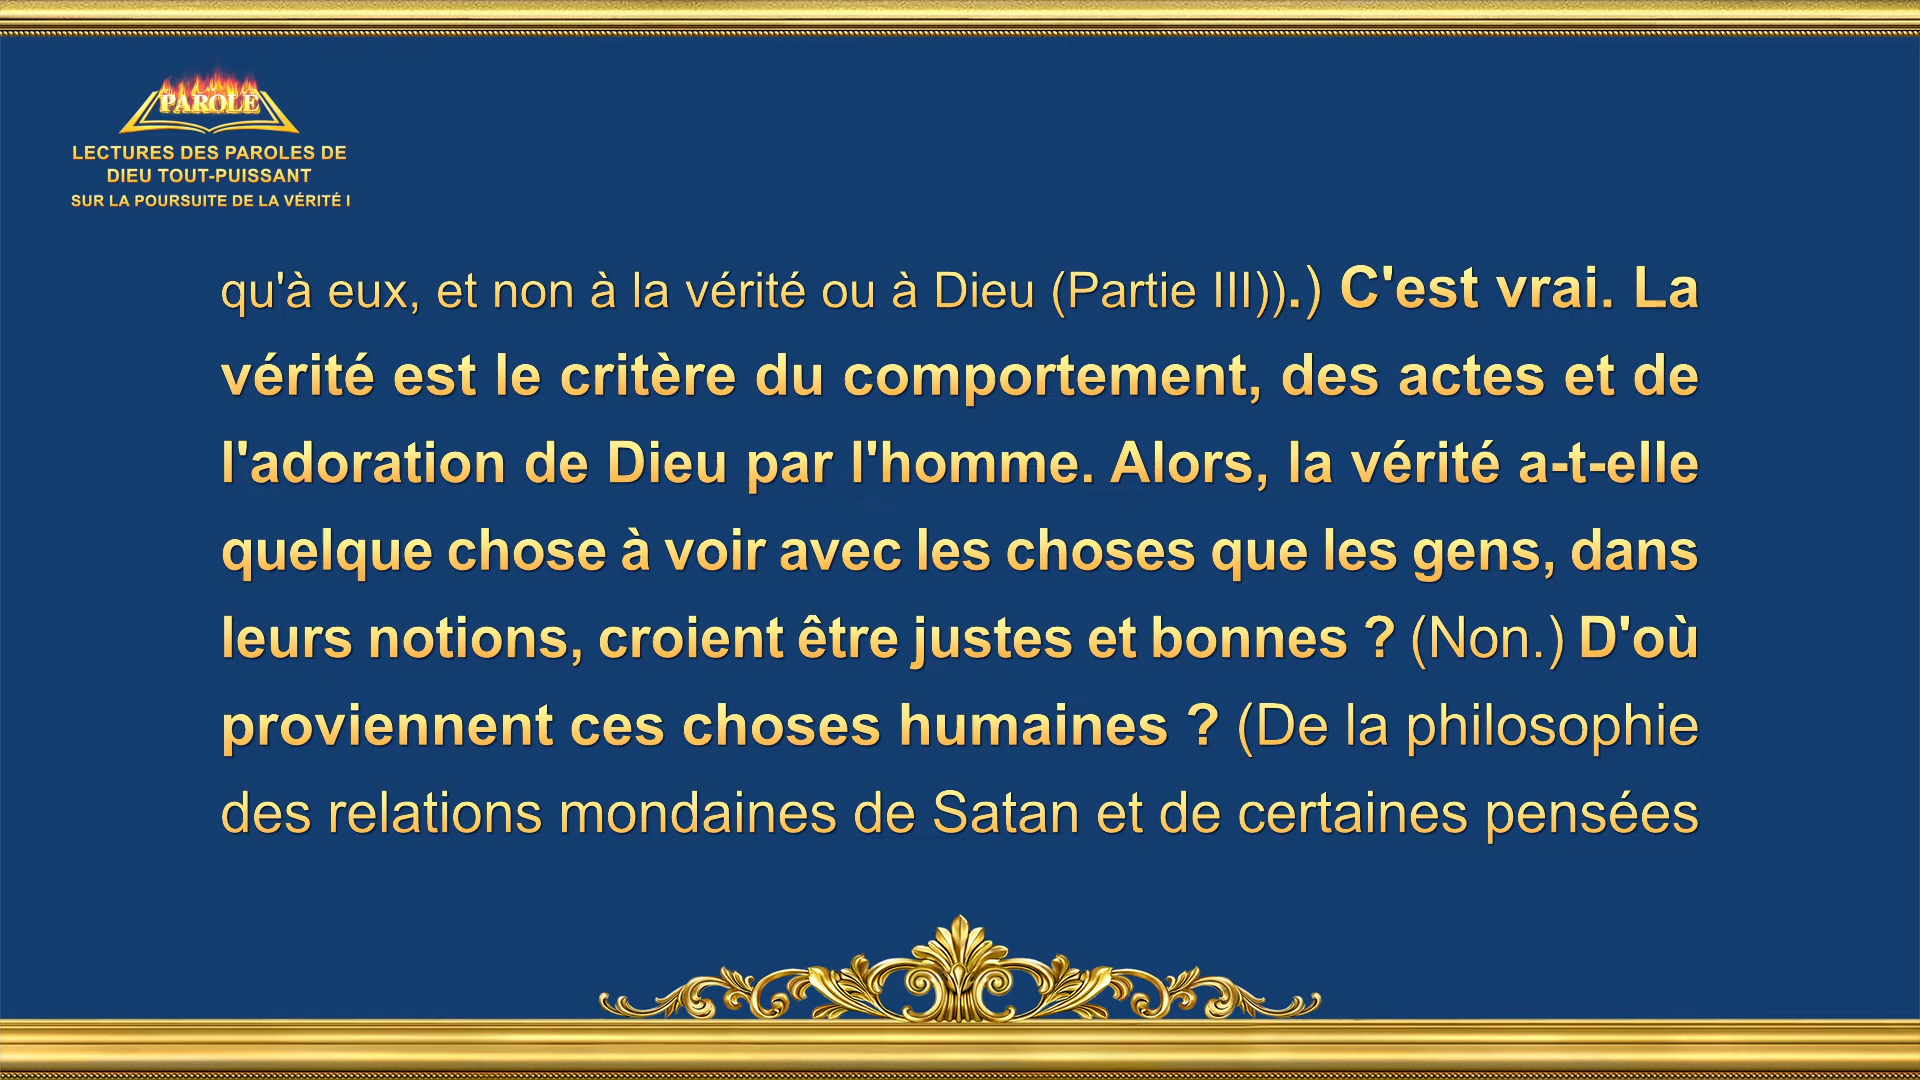 PAROLE
LECTURES DES PAROLES DE
DIEU TOUT-PUISSANT
SUR LA POURSUITE DE LA VÉRITÉ I
qu'à eux, et non à la vérité ou à Dieu (Partie III)).) C'est vrai. La
vérité est le critère du comportement, des actes et de
l'adoration de Dieu par l'homme. Alors, la vérité a-t-elle
quelque chose à voir avec les choses que les gens, dans
leurs notions, croient être justes et bonnes ? (Non.) D'où
proviennent ces choses humaines ? (De la philosophie
des relations mondaines de Satan et de certaines pensées